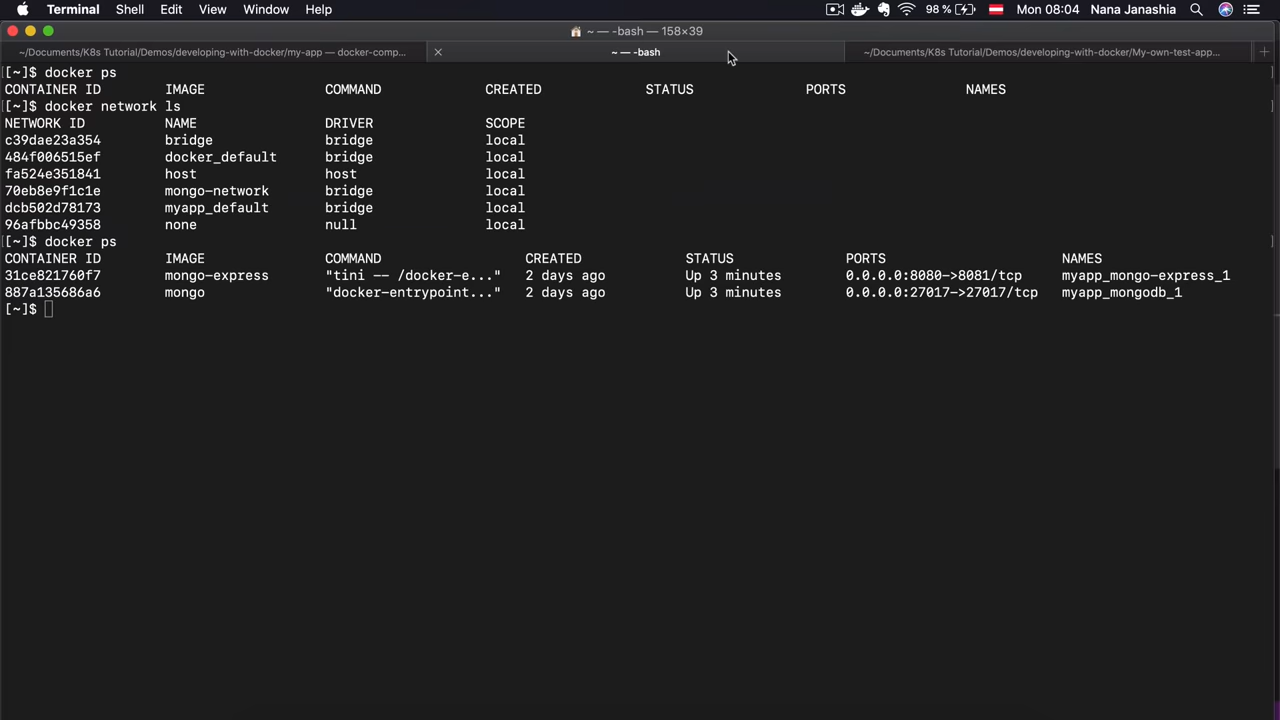 Terminal Shell Edit View Window Help 98 % Mon 08:04 Nana Janashia
~ — -bash — 158×39
~/Documents/K8s Tutorial/Demos/developing-with-docker/my-app — docker-comp... ~ — -bash ~/Documents/K8s Tutorial/Demos/developing-with-docker/My-own-test-app... +
[~]$ docker ps
CONTAINER ID IMAGE COMMAND CREATED STATUS PORTS NAMES
[~]$ docker network ls
NETWORK ID NAME DRIVER SCOPE
c39dae23a354 bridge bridge local
484f006515ef docker_default bridge local
fa524e351841 host host local
70eb8e9f1c1e mongo-network bridge local
dcb502d78173 myapp_default bridge local
96afbbc49358 none null local
[~]$ docker ps
CONTAINER ID IMAGE COMMAND CREATED STATUS PORTS NAMES
31ce821760f7 mongo-express "tini -- /docker-e..." 2 days ago Up 3 minutes 0.0.0.0:8080->8081/tcp myapp_mongo-express_1
887a135686a6 mongo "docker-entrypoint..." 2 days ago Up 3 minutes 0.0.0.0:27017->27017/tcp myapp_mongodb_1
[~]$